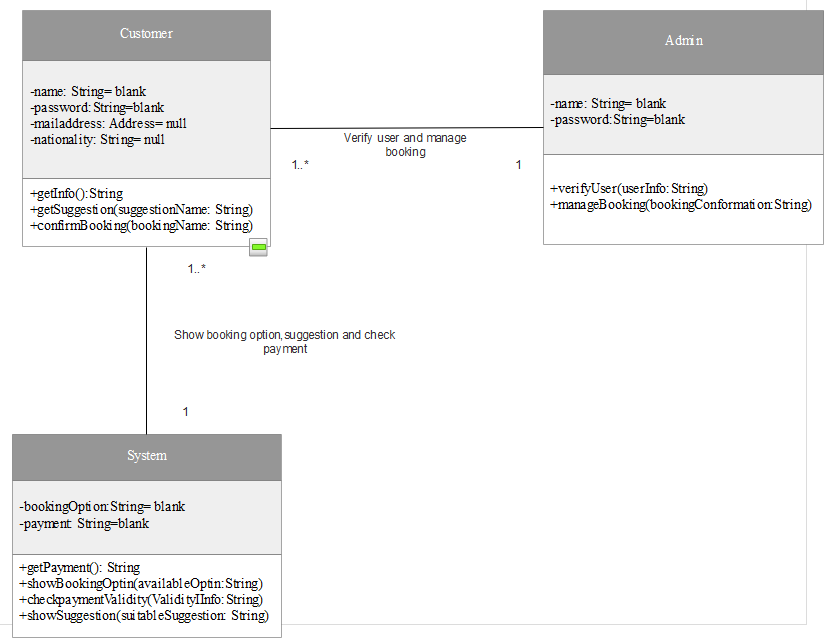 Customer
-name: String= blank
-password:String=blank
-mailaddress: Address= null
-nationality: String= null
+getInfo():String
+getSuggestion(suggestionName: String)
+confirmBooking(bookingName: String)
Admin
-name: String= blank
-password:String=blank
+verifyUser(userInfo:String)
+manageBooking(bookingConformation:String)
Verify user and manage
booking
1..*
1
1..*
Show booking option,suggestion and check
payment
1
System
-bookingOption:String= blank
-payment: String=blank
+getPayment(): String
+showBookingOptin(availableOptin:String)
+checkpaymentValidity(ValidityIInfo:String)
+showSuggestion(suitableSuggestion: String)